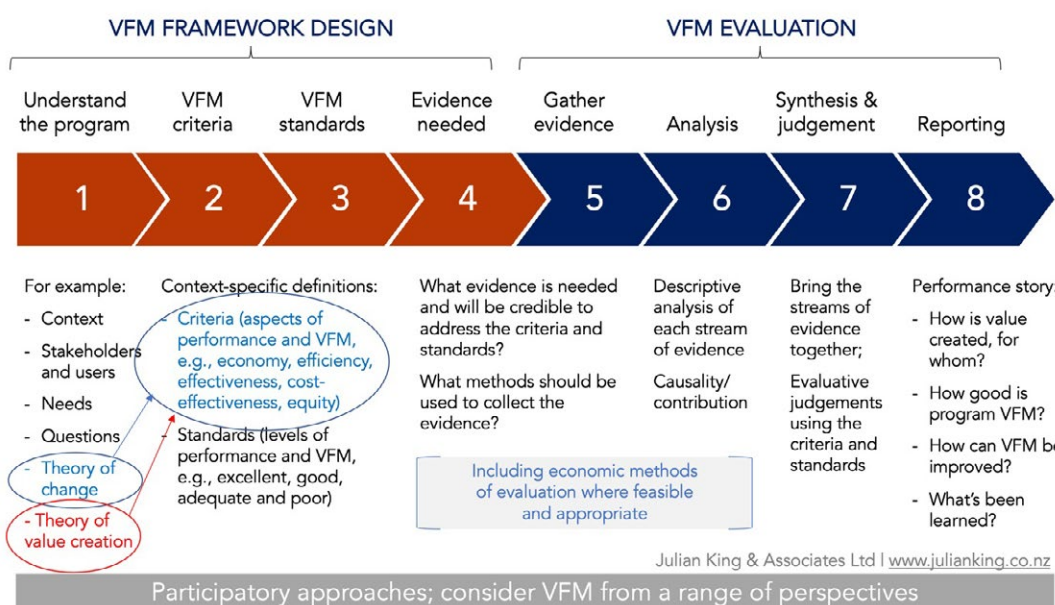 VFM FRAMEWORK DESIGN
VFM EVALUATION
Understand
the program
VFM
criteria
VFM
standards
Evidence
needed
Gather
evidence
Analysis
Synthesis &
judgement
Reporting
1
2
3
4
5
6
7
8
For example:
- Context
- Stakeholders
and users
- Needs
- Questions
- Theory of
change
- Theory of
value creation
Context-specific definitions:
- Criteria (aspects of
performance and VFM,
e.g., economy, efficiency,
effectiveness, cost-
effectiveness, equity)
- Standards (levels of
performance and VFM,
e.g., excellent, good,
adequate and poor)
What evidence is needed
and will be credible to
address the criteria and
standards?
What methods should be
used to collect the
evidence?
Descriptive
analysis of
each stream
of evidence
Causality/
contribution
Including economic methods
of evaluation where feasible
and appropriate
Bring the
streams of
evidence
together;
Evaluative
judgements
using the
criteria and
standards
Performance story:
- How is value
created, for
whom?
- How good is
program VFM?
- How can VFM be
improved?
- What's been
learned?
Julian King & Associates Ltd | www.julianking.co.nz
Participatory approaches; consider VFM from a range of perspectives